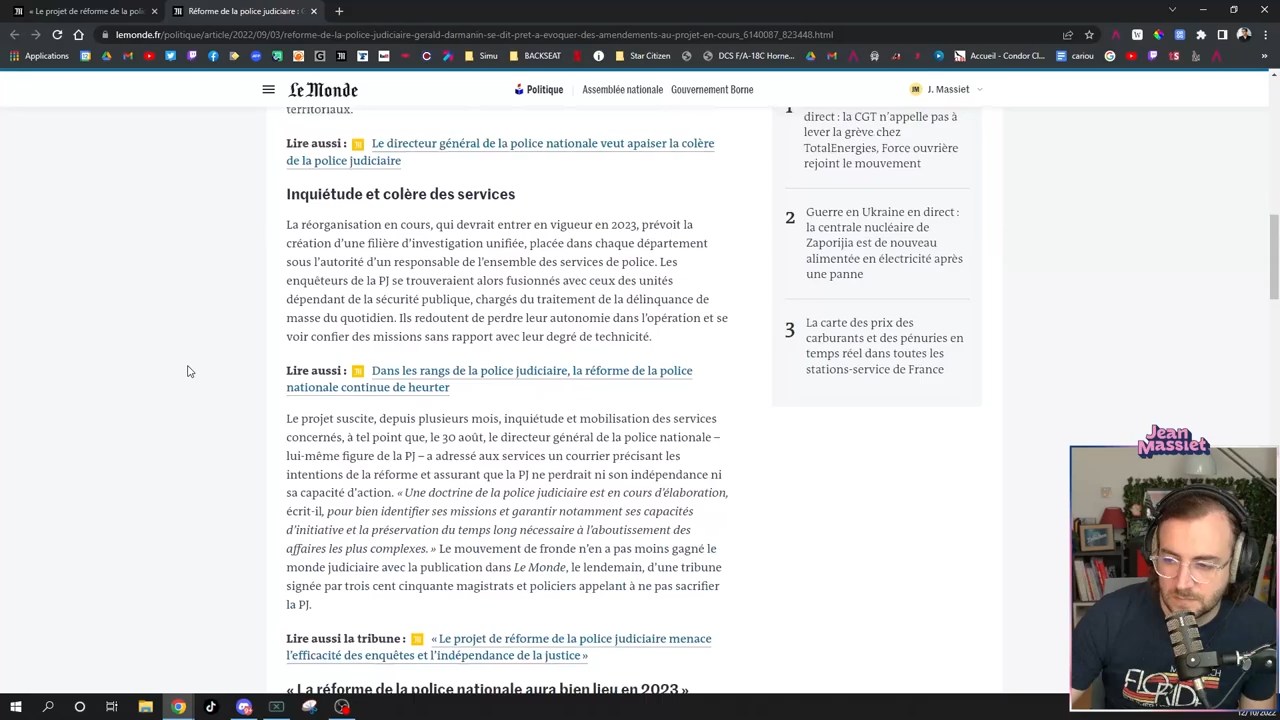 « Le projet de réforme de la polic
Réforme de la police judiciaire : G
lemonde.fr/politique/article/2022/09/03/reforme-de-la-police-judiciaire-gerald-darmanin-se-dit-pret-a-evoquer-des-amendements-au-projet-en-cours_6140087_823448.html
Applications
Simu
BACKSEAT
Star Citizen
DCS F/A-18C Horne...
Accueil - Condor Cl...
cariou
Le Monde
Politique
Assemblée nationale
Gouvernement Borne
JM
J. Massiet
territoriaux.
Lire aussi : Le directeur général de la police nationale veut apaiser la colère
de la police judiciaire
Inquiétude et colère des services
La réorganisation en cours, qui devrait entrer en vigueur en 2023, prévoit la
création d’une filière d’investigation unifiée, placée dans chaque département
sous l’autorité d’un responsable de l’ensemble des services de police. Les
enquêteurs de la PJ se trouveraient alors fusionnés avec ceux des unités
dépendant de la sécurité publique, chargés du traitement de la délinquance de
masse du quotidien. Ils redoutent de perdre leur autonomie dans l’opération et se
voir confier des missions sans rapport avec leur degré de technicité.
Lire aussi : Dans les rangs de la police judiciaire, la réforme de la police
nationale continue de heurter
Le projet suscite, depuis plusieurs mois, inquiétude et mobilisation des services
concernés, à tel point que, le 30 août, le directeur général de la police nationale –
lui-même figure de la PJ – a adressé aux services un courrier précisant les
intentions de la réforme et assurant que la PJ ne perdrait ni son indépendance ni
sa capacité d’action. « Une doctrine de la police judiciaire est en cours d’élaboration,
écrit-il, pour bien identifier ses missions et garantir notamment ses capacités
d’initiative et la préservation du temps long nécessaire à l’aboutissement des
affaires les plus complexes. » Le mouvement de fronde n’en a pas moins gagné le
monde judiciaire avec la publication dans Le Monde, le lendemain, d’une tribune
signée par trois cent cinquante magistrats et policiers appelant à ne pas sacrifier
la PJ.
Lire aussi la tribune : « Le projet de réforme de la police judiciaire menace
l’efficacité des enquêtes et l’indépendance de la justice »
« La réforme de la police nationale aura bien lieu en 2023 »
1
direct : la CGT n’appelle pas à
lever la grève chez
TotalEnergies, Force ouvrière
rejoint le mouvement
2
Guerre en Ukraine en direct :
la centrale nucléaire de
Zaporijia est de nouveau
alimentée en électricité après
une panne
3
La carte des prix des
carburants et des pénuries en
temps réel dans toutes les
stations-service de France
Jean
Massiet
12/10/2022